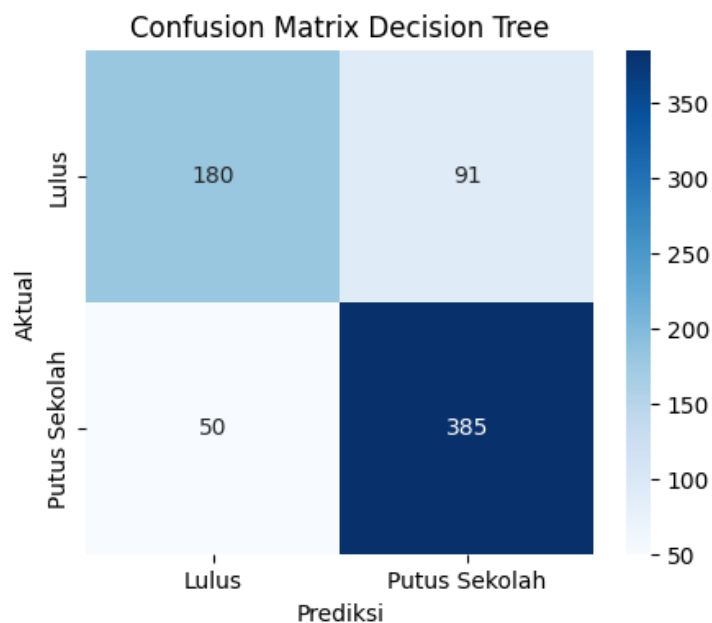 Confusion Matrix Decision Tree
Lulus
180
91
Aktual
Putus Sekolah
50
385
Lulus
Putus Sekolah
Prediksi
350
300
250
200
150
100
50